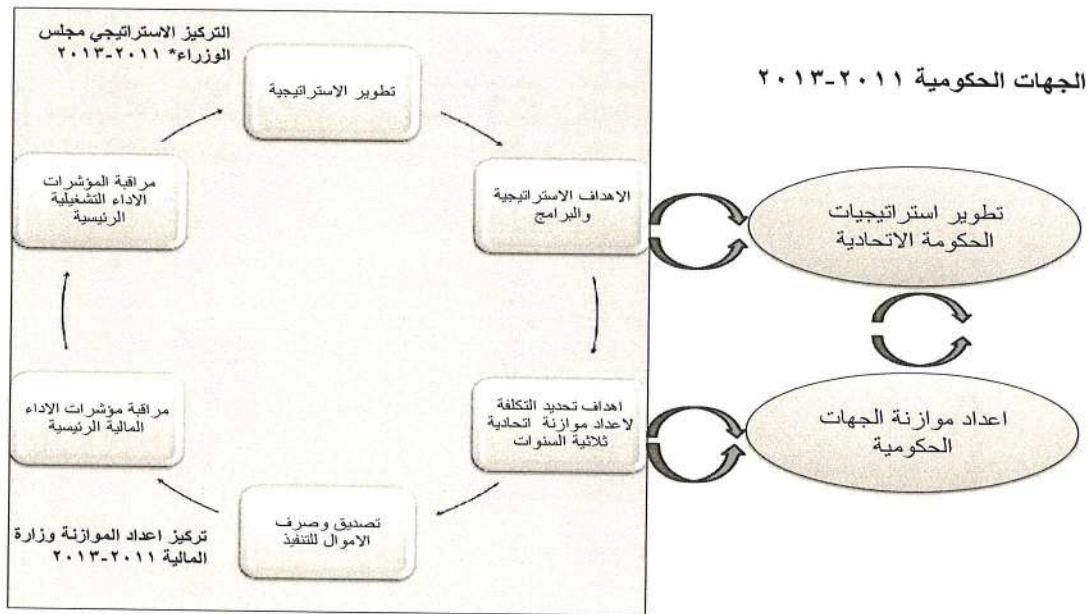 التركيز الاستراتيجي مجلس
الوزراء* ٢٠١١-٢٠١٣
الجهات الحكومية ٢٠١١-٢٠١٣
تطوير الاستراتيجية
الاهداف الاستراتيجية
والبرامج
اهداف تحديد التكلفة
لاعداد موازنة اتحادية
ثلاثية السنوات
تصديق وصرف
الاموال للتنفيذ
مراقبة مؤشرات الاداء
المالية الرئيسية
مراقبة المؤشرات
الاداء التشغيلية
الرئيسية
تركيز اعداد الموازنة وزارة
المالية ٢٠١١-٢٠١٣
تطوير استراتيجيات
الحكومة الاتحادية
اعداد موازنة الجهات
الحكومية